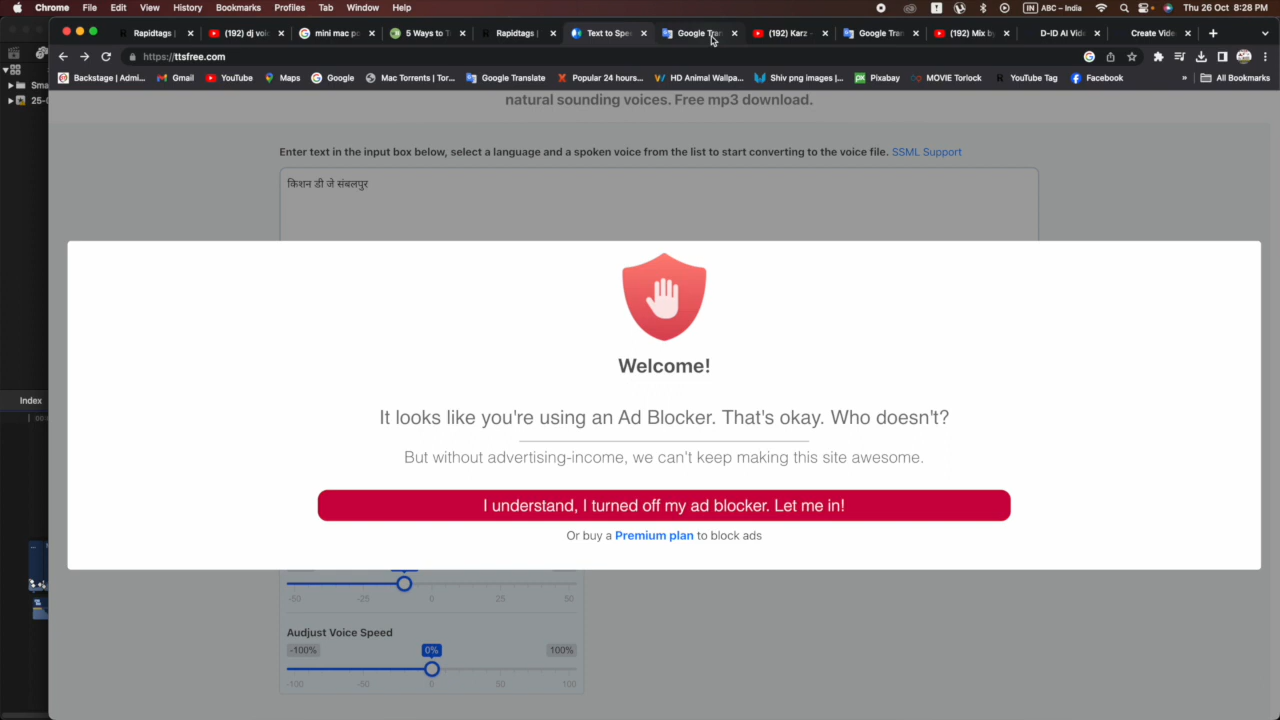 Chrome File Edit View History Bookmarks Profiles Tab Window Help ABC – India Thu 26 Oct 8:28 PM
Rapidtags | (192) dj voi mini mac po 5 Ways to T Rapidtags | Text to Spe Google Tran (192) Karz - Google Tran (192) Mix by D-ID AI Vide Create Vide
https://ttsfree.com
Backstage | Admi... Gmail YouTube Maps Google Mac Torrents | Tor... Google Translate Popular 24 hours... HD Animal Wallpa... Shiv png images |... Pixabay MOVIE Torlock YouTube Tag Facebook » All Bookmarks
Sma
25-0
natural sounding voices. Free mp3 download.
Enter text in the input box below, select a language and a spoken voice from the list to start converting to the voice file. SSML Support
किशन डी जे संबलपुर
Welcome!
Index
It looks like you're using an Ad Blocker. That's okay. Who doesn't?
But without advertising-income, we can't keep making this site awesome.
I understand, I turned off my ad blocker. Let me in!
Or buy a Premium plan to block ads
-50 -25 0 25 50
Audjust Voice Speed
-100% 0% 100%
-100 -50 0 50 100